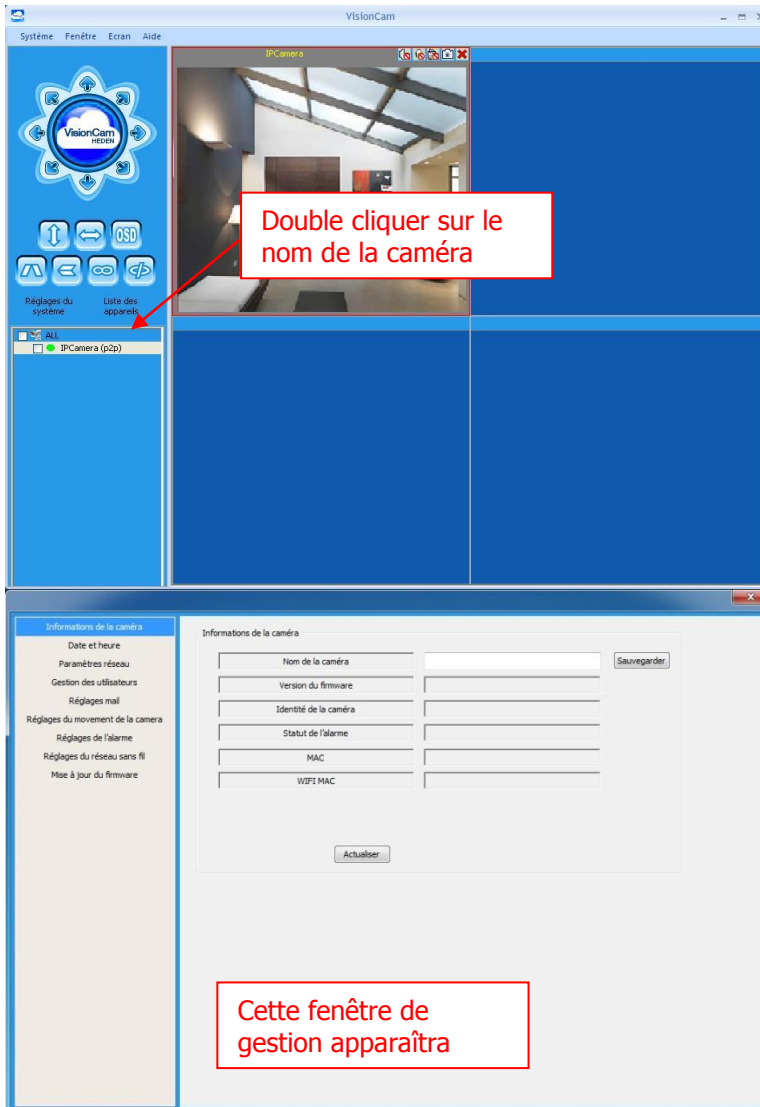 VisionCam
Système Fenêtre Ecran Aide
IPCamera
VisionCam
HEDEN
OSD
Double cliquer sur le
nom de la caméra
Réglages du
système
Liste des
appareils
ALL
IPCamera (p2p)
Informations de la caméra
Date et heure
Paramètres réseau
Gestion des utilisateurs
Réglages mail
Réglages du movement de la camera
Réglages de l'alarme
Réglages du réseau sans fil
Mise à jour du firmware
Informations de la caméra
Nom de la caméra
Sauvegarder
Version du firmware
Identité de la caméra
Statut de l'alarme
MAC
WIFI MAC
Actualiser
Cette fenêtre de
gestion apparaîtra